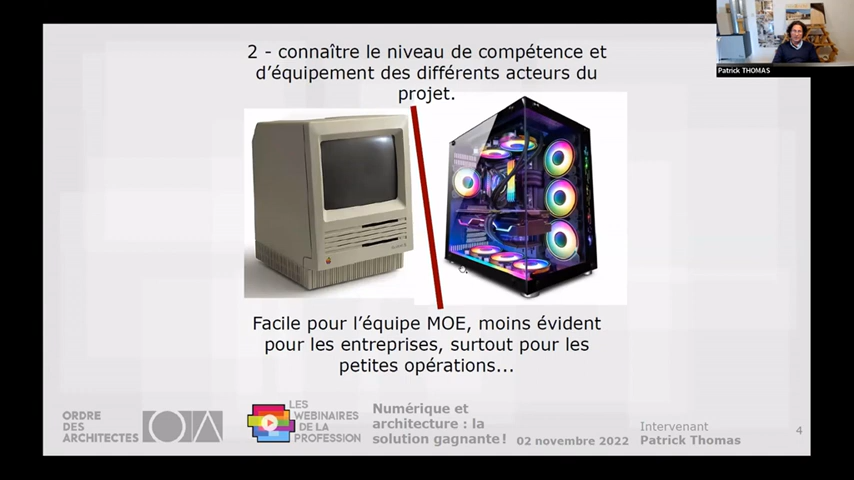 2 - connaître le niveau de compétence et
d'équipement des différents acteurs du
projet.
Patrick THOMAS
Facile pour l'équipe MOE, moins évident
pour les entreprises, surtout pour les
petites opérations...
ORDRE
DES
ARCHITECTES
LES
WEBINAIRES
DE LA
PROFESSION
Numérique et
architecture : la
solution gagnante !
02 novembre 2022
Intervenant
Patrick Thomas
4